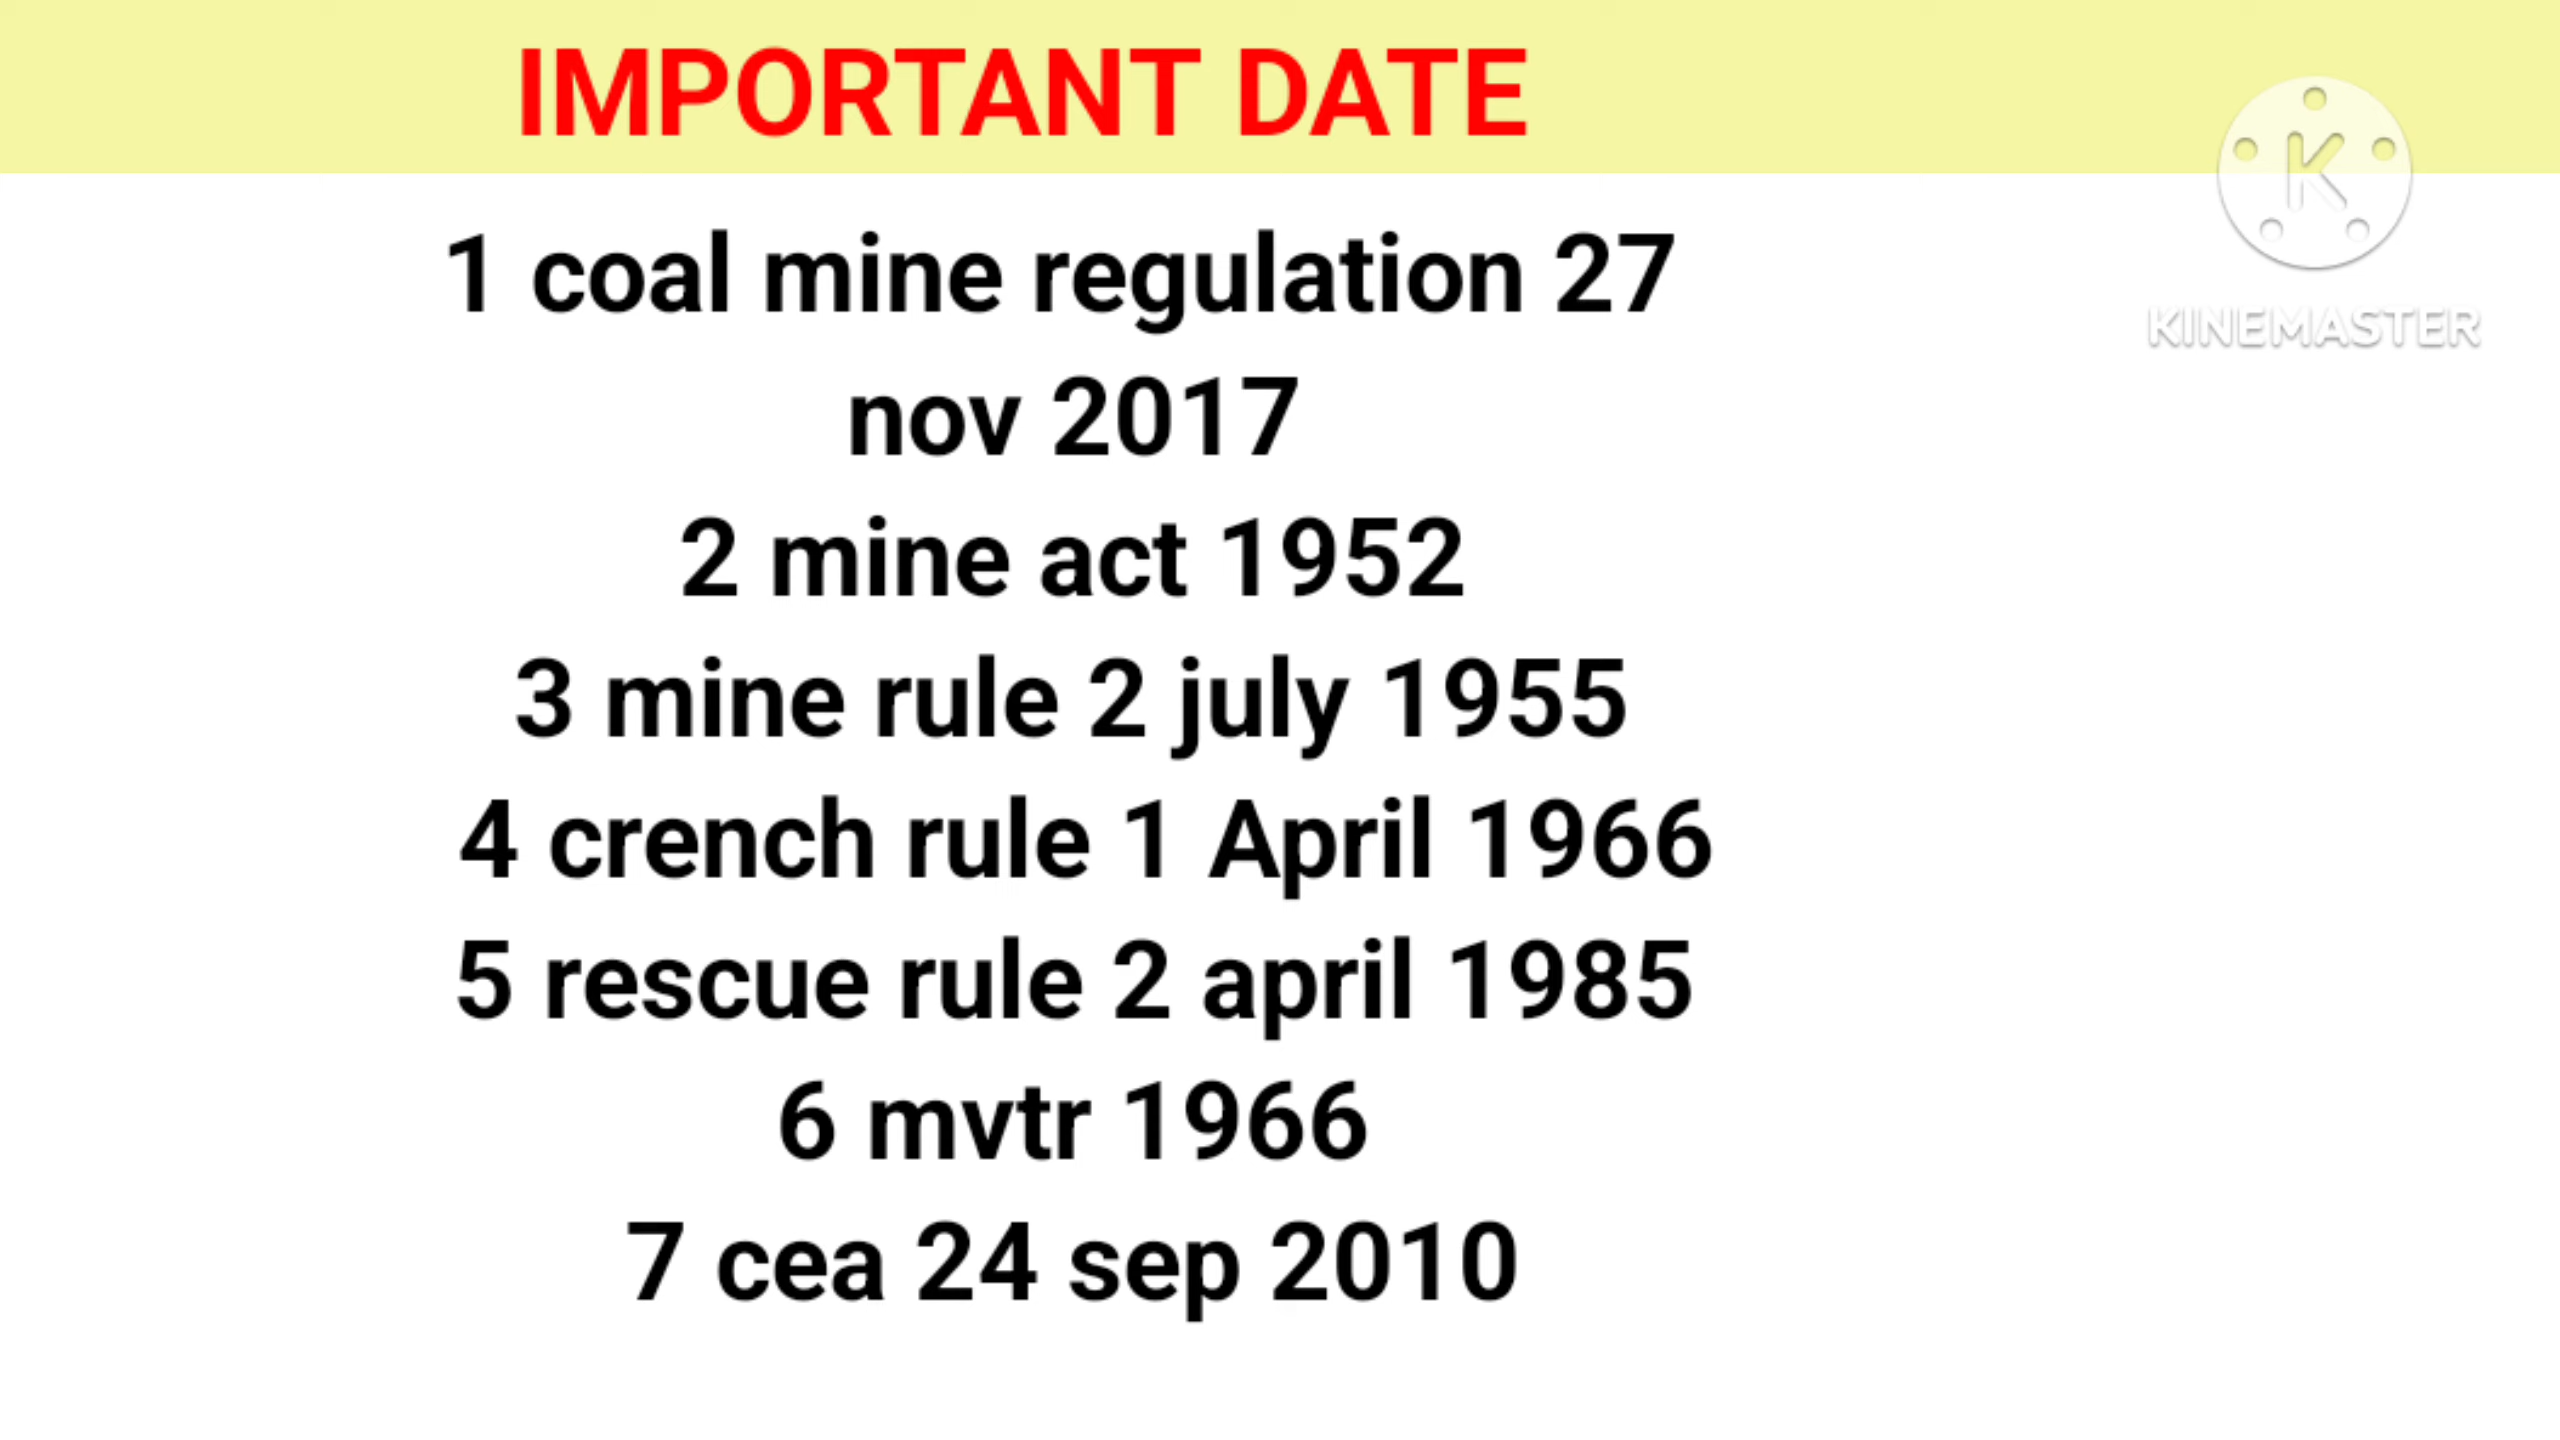 IMPORTANT DATE
1 coal mine regulation 27
nov 2017
2 mine act 1952
3 mine rule 2 july 1955
4 crench rule 1 April 1966
5 rescue rule 2 april 1985
6 mvtr 1966
7 cea 24 sep 2010
K
KINEMASTER